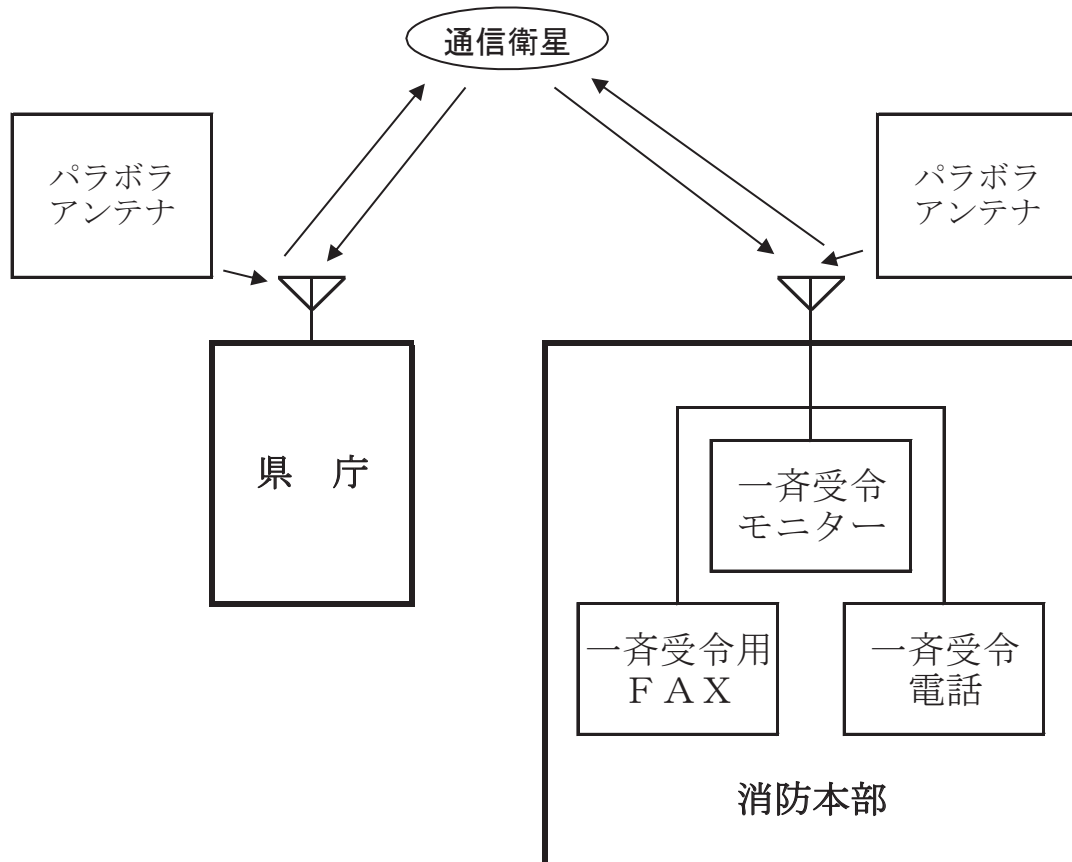 通信衛星
パラボラ
アンテナ
パラボラ
アンテナ
県　庁
一斉受令
モニター
一斉受令用
ＦＡＸ
一斉受令
電話
消防本部